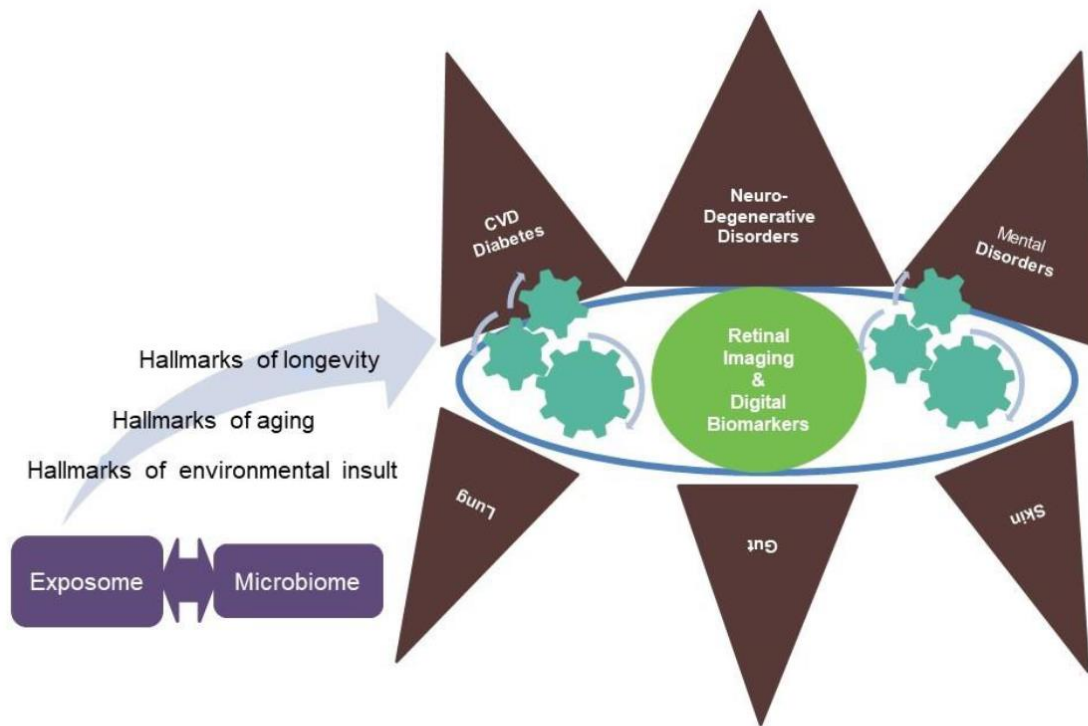 CVD
Diabetes
Neuro-
Degenerative
Disorders
Mental
Disorders
Retinal
Imaging
&
Digital
Biomarkers
Hallmarks of longevity
Hallmarks of aging
Hallmarks of environmental insult
Lung
Gut
Skin
Exposome
Microbiome